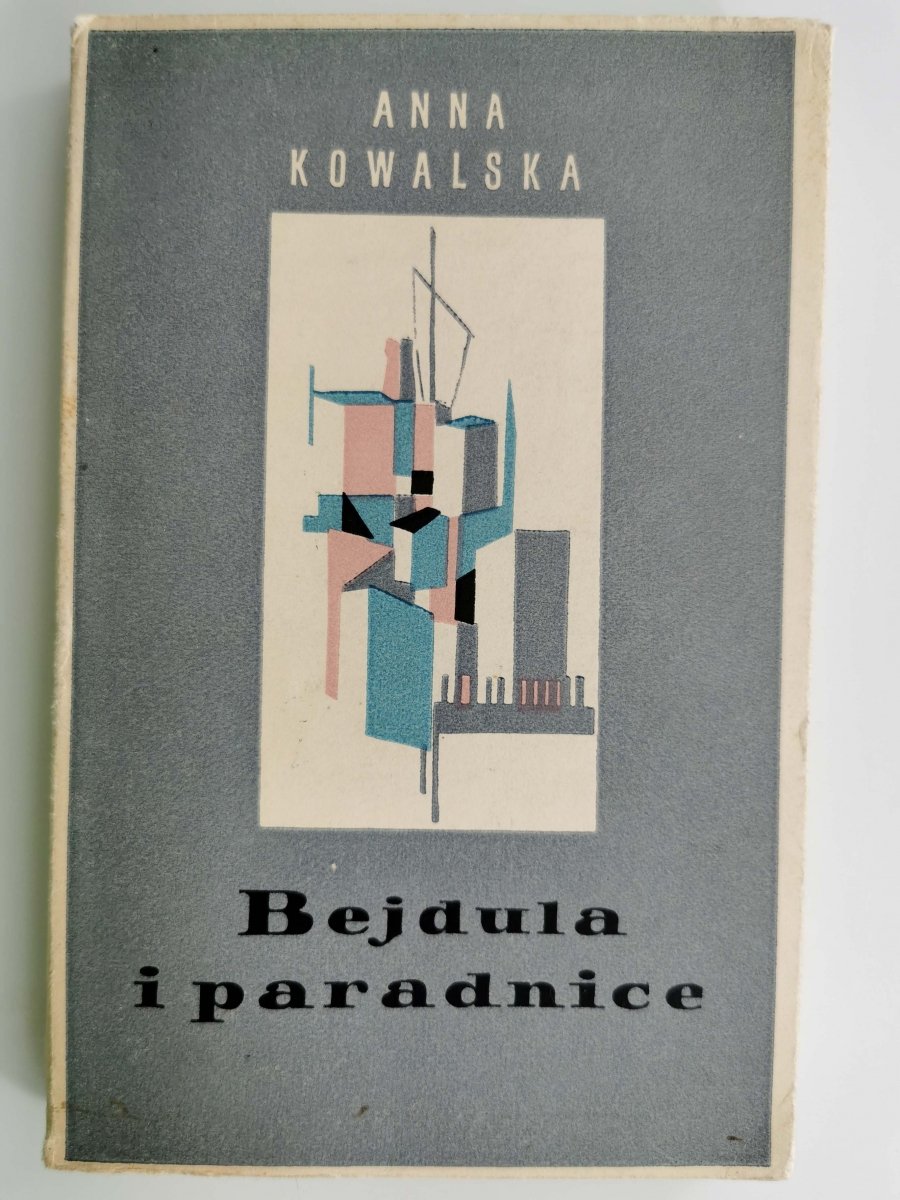 ANNA
KOWALSKA
Bejdula
i paradnice